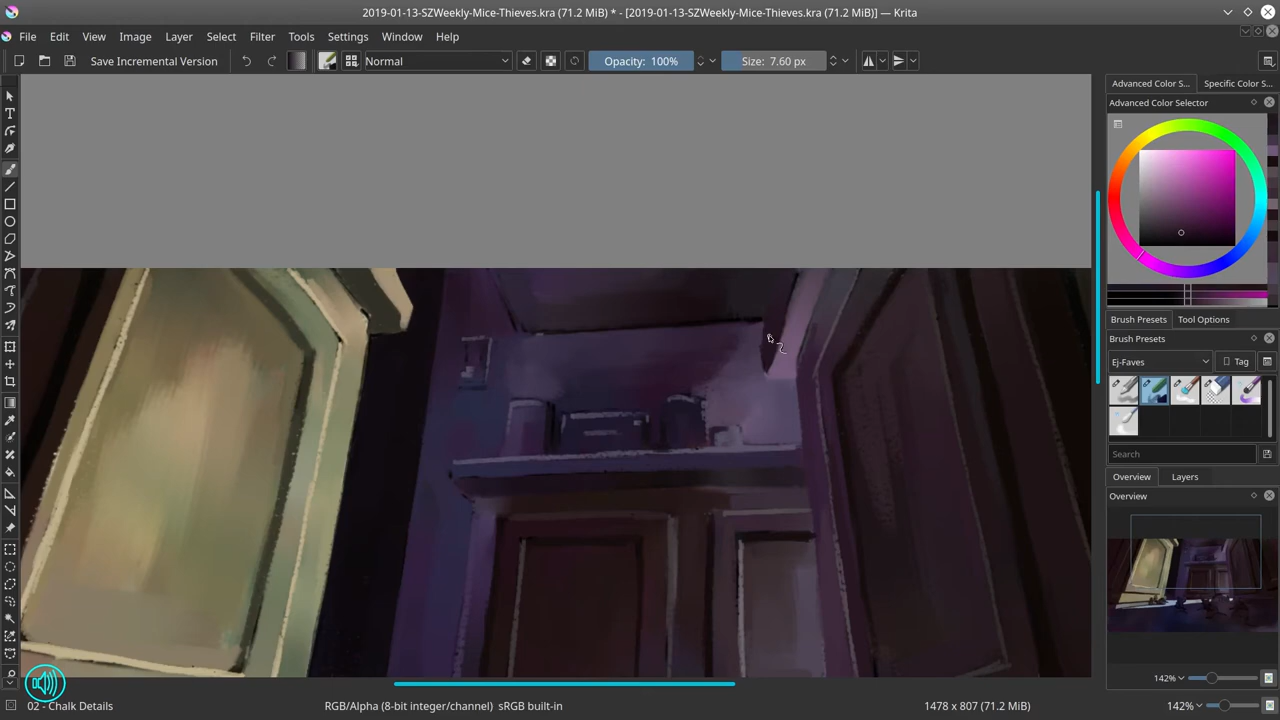 2019-01-13-SZWeekly-Mice-Thieves.kra (71.2 MiB) * - [2019-01-13-SZWeekly-Mice-Thieves.kra (71.2 MiB)] — Krita
File Edit View Image Layer Select Filter Tools Settings Window Help
Save Incremental Version Normal Opacity: 100% Size: 7.60 px
Advanced Color S... Specific Color S...
Advanced Color Selector
Brush Presets Tool Options
Brush Presets
Ej-Faves Tag
Search
Overview Layers
Overview
142%
02 - Chalk Details RGB/Alpha (8-bit integer/channel) sRGB built-in 1478 x 807 (71.2 MiB) 142%